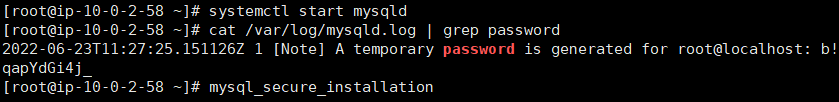 [root@ip-10-0-2-58 ~]# systemctl start mysqld
[root@ip-10-0-2-58 ~]# cat /var/log/mysqld.log | grep password
2022-06-23T11:27:25.151126Z 1 [Note] A temporary password is generated for root@localhost: b!
qapYdGi4j_
[root@ip-10-0-2-58 ~]# mysql_secure_installation